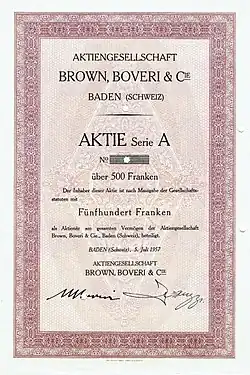 AKTIENGESELLSCHAFT
BROWN, BOVERI & CIE
BADEN (SCHWEIZ)
AKTIE Serie A
No
über 500 Franken
Der Inhaber dieser Aktie ist nach Massgabe der Gesellschafts-
statuten mit
Fünfhundert Franken
als Aktionär am gesamten Vermögen der Aktiengesellschaft
Brown, Boveri & Cie., Baden (Schweiz), beteiligt.
BADEN (Schweiz), 5. Juli 1957
AKTIENGESELLSCHAFT
BROWN, BOVERI & CIE